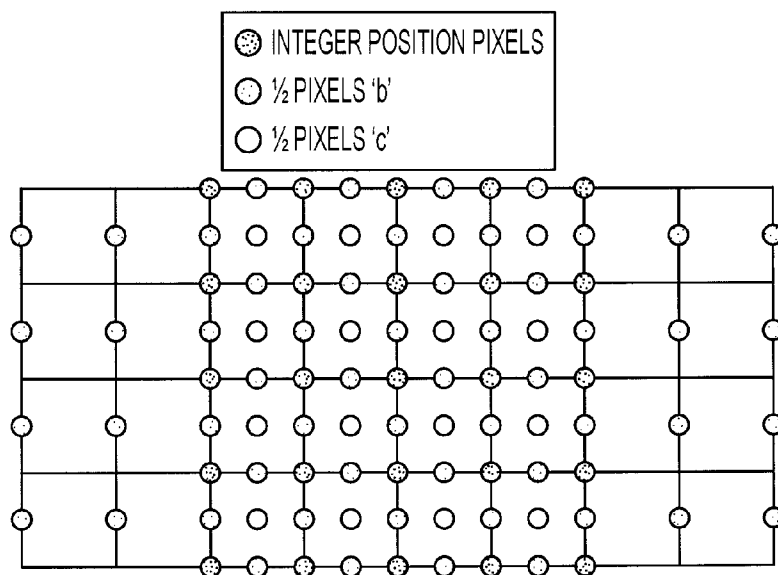 INTEGER POSITION PIXELS
½ PIXELS ‘b’
½ PIXELS ‘c’